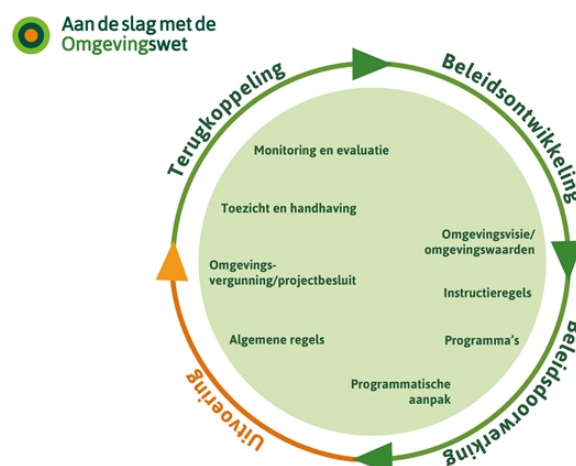 Aan de slag met de
Omgevingswet
Terugkoppeling
Beleidsontwikkeling
Monitoring en evaluatie
Toezicht en handhaving
Omgevingsvisie/
omgevingswaarden
Omgevings-
vergunning/projectbesluit
Instructieregels
Algemene regels
Programma's
Programmatische
aanpak
Uitvoering
Beleidsdoorwerking